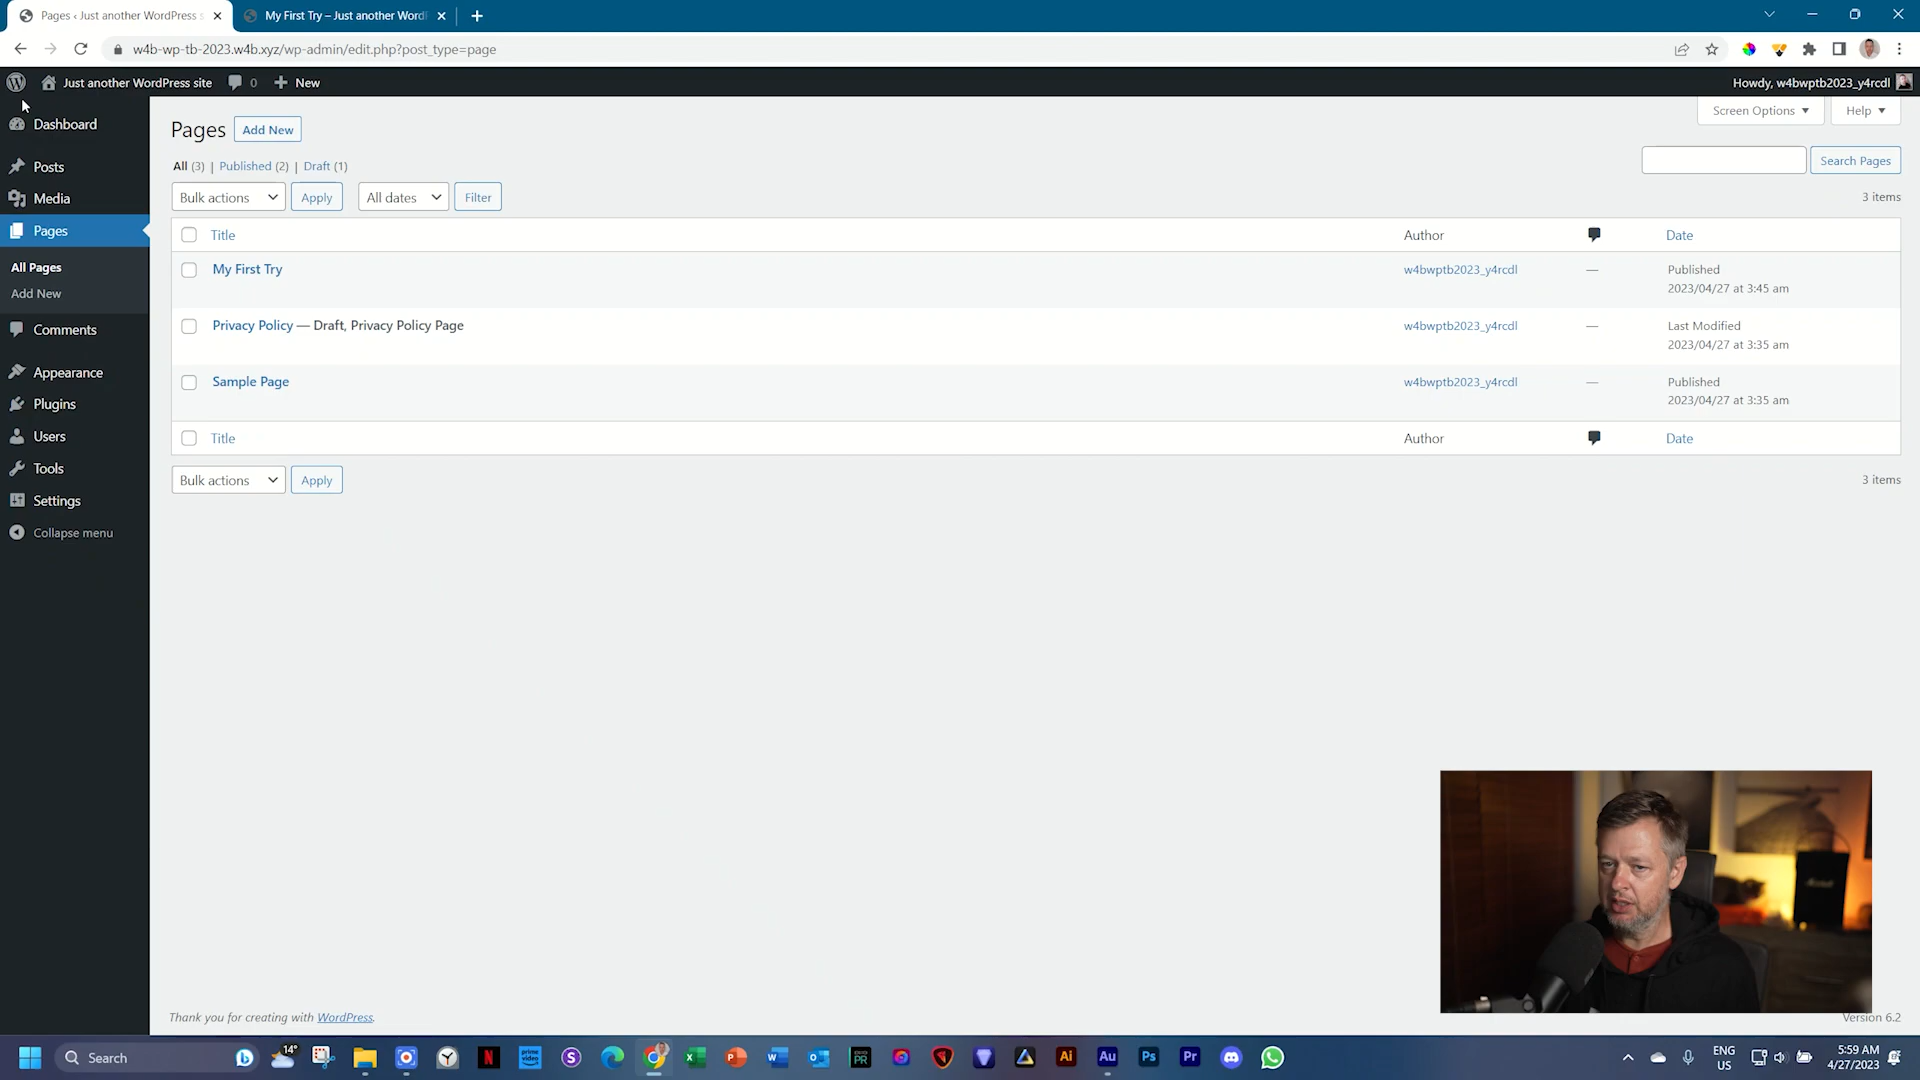 Pages ‹ Just another WordPress s
My First Try – Just another WordP
w4b-wp-tb-2023.w4b.xyz/wp-admin/edit.php?post_type=page
Just another WordPress site
0
New
Howdy, w4bwptb2023_y4rcdl
Dashboard
Posts
Media
Pages
All Pages
Add New
Comments
Appearance
Plugins
Users
Tools
Settings
Collapse menu
Pages
Add New
Screen Options
Help
All (3) | Published (2) | Draft (1)
Search Pages
Bulk actions
Apply
All dates
Filter
3 items
Title
Author
Date
My First Try
w4bwptb2023_y4rcdl
—
Published
2023/04/27 at 3:45 am
Privacy Policy — Draft, Privacy Policy Page
w4bwptb2023_y4rcdl
—
Last Modified
2023/04/27 at 3:35 am
Sample Page
w4bwptb2023_y4rcdl
—
Published
2023/04/27 at 3:35 am
Title
Author
Date
Bulk actions
Apply
3 items
Thank you for creating with WordPress.
Version 6.2
Search
14°
Ai
Au
Ps
Pr
ENG
US
5:59 AM
4/27/2023